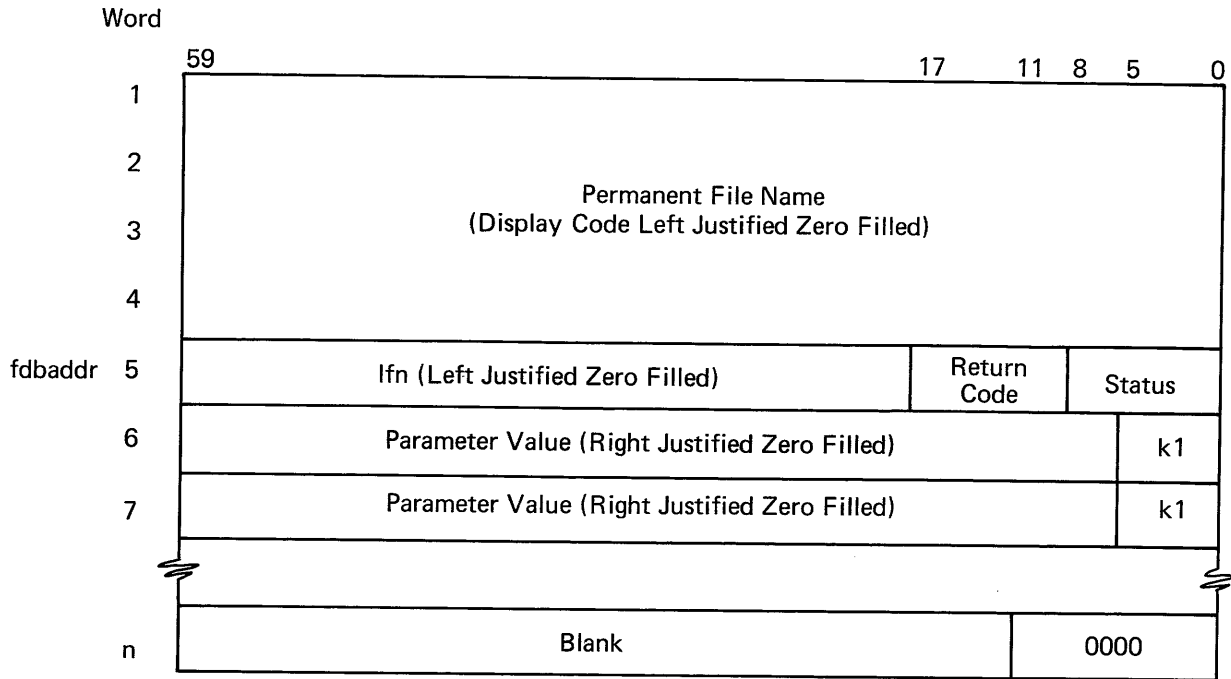 Word
59 17 11 8 5 0
1
2
Permanent File Name
3 (Display Code Left Justified Zero Filled)
4
fdbaddr 5 lfn (Left Justified Zero Filled) Return Code Status
6 Parameter Value (Right Justified Zero Filled) k1
7 Parameter Value (Right Justified Zero Filled) k1
n Blank 0000